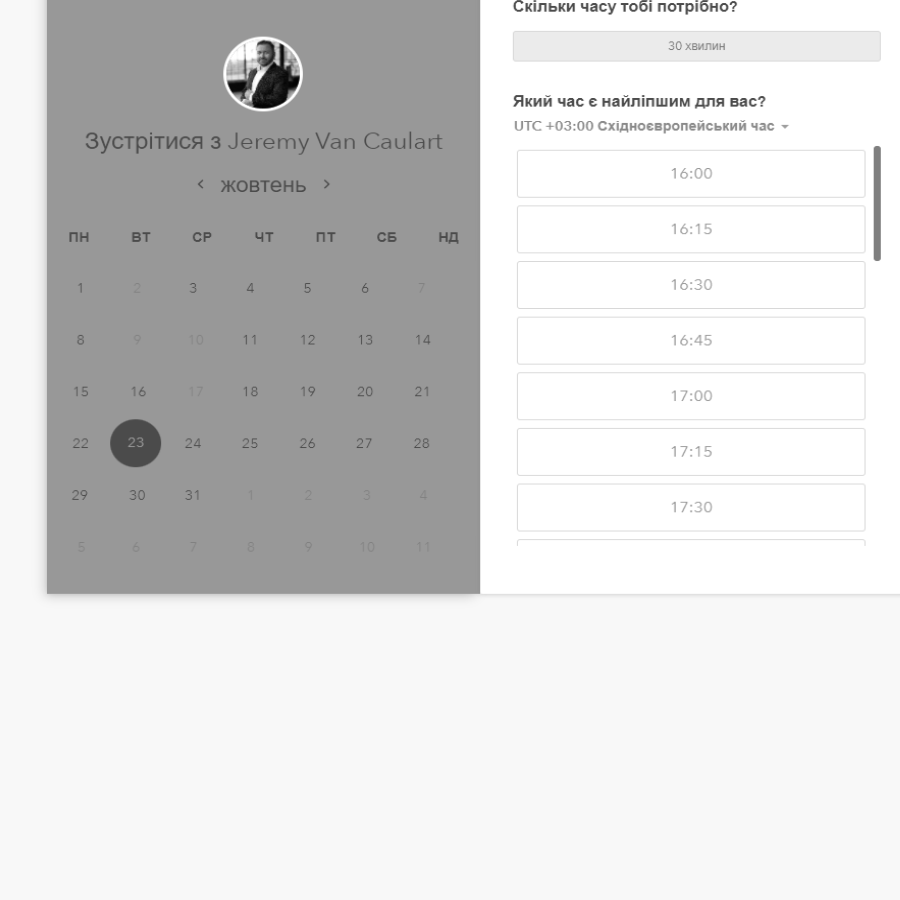 Зустрітися з Jeremy Van Caulart
‹ жовтень ›
ПН ВТ СР ЧТ ПТ СБ НД
1 2 3 4 5 6 7
8 9 10 11 12 13 14
15 16 17 18 19 20 21
22 23 24 25 26 27 28
29 30 31 1 2 3 4
5 6 7 8 9 10 11
Скільки часу тобі потрібно?
30 хвилин
Який час є найліпшим для вас?
UTC +03:00 Східноєвропейський час
16:00
16:15
16:30
16:45
17:00
17:15
17:30